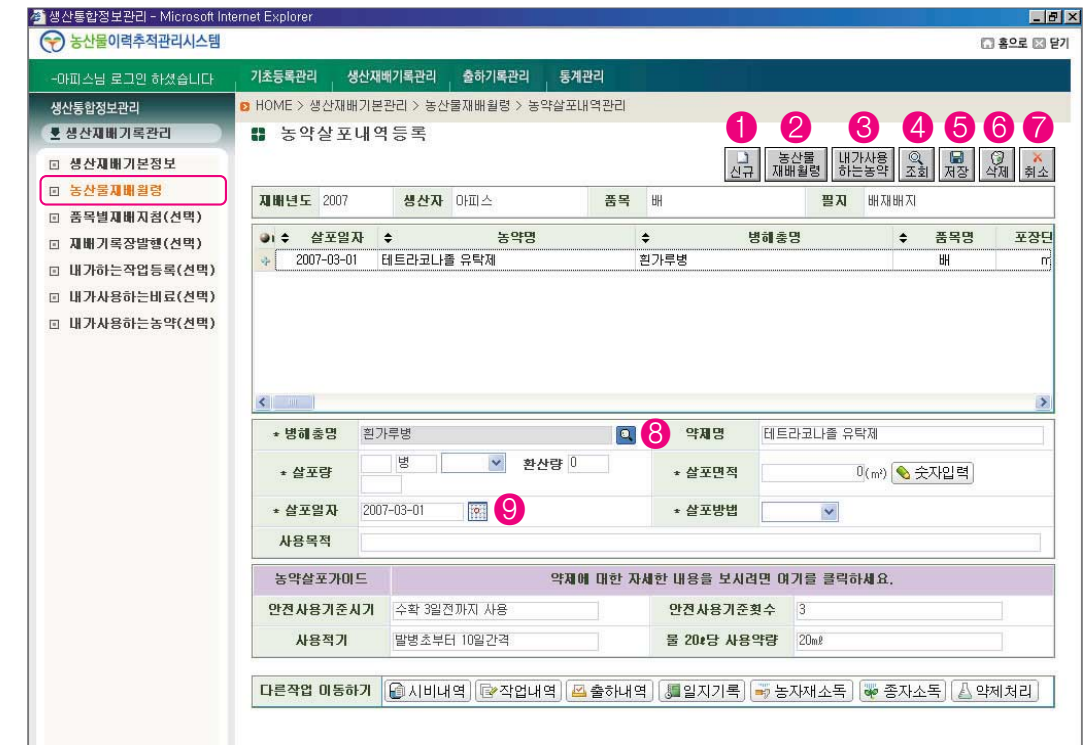 생산통합정보관리 - Microsoft Internet Explorer
농산물이력추적관리시스템
홈으로 닫기
-아피스님 로그인 하셨습니다
기초등록관리 생산재배기록관리 출하기록관리 통계관리
생산통합정보관리
HOME > 생산재배기본관리 > 농산물재배월령 > 농약살포내역관리
생산재배기록관리
농약살포내역등록
1 2 3 4 5 6 7
신규 농산물재배월령 내가사용하는농약 조회 저장 삭제 취소
생산재배기본정보
농산물재배월령
품목별재배지침(선택)
재배기록장발행(선택)
내가하는작업등록(선택)
내가사용하는비료(선택)
내가사용하는농약(선택)
재배년도 2007 생산자 아피스 품목 배 필지 배재배지
살포일자 농약명 병해충명 품목명 포장단
2007-03-01 테트라코나졸 유탁제 흰가루병 배 ㎡
* 병해충명 흰가루병 8 약제명 테트라코나졸 유탁제
* 살포량 병 환산량 0 * 살포면적 0(㎡) 숫자입력
* 살포일자 2007-03-01 9 * 살포방법
사용목적
농약살포가이드 약제에 대한 자세한 내용을 보시려면 여기를 클릭하세요.
안전사용기준시기 수확 3일전까지 사용 안전사용기준횟수 3
사용적기 발병초부터 10일간격 물 20ℓ당 사용약량 20㎖
다른작업 이동하기 시비내역 작업내역 출하내역 일지기록 농자재소독 종자소독 약제처리